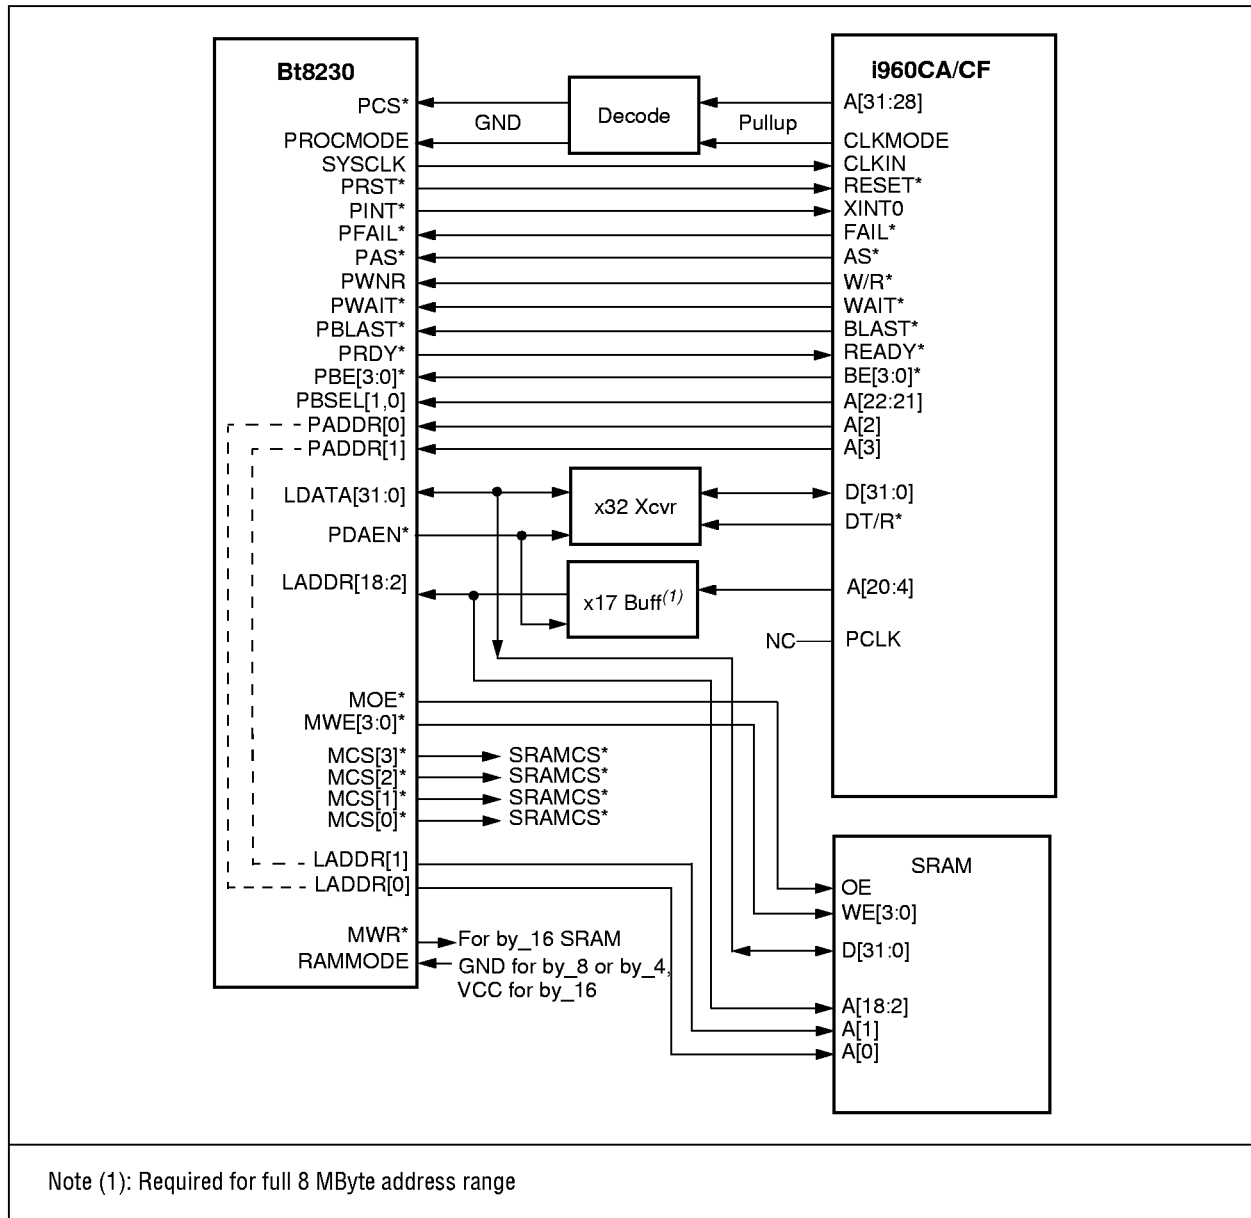 Bt8230
PCS*
PROCMODE
SYSCLK
PRST*
PINT*
PFAIL*
PAS*
PWNR
PWAIT*
PBLAST*
PRDY*
PBE[3:0]*
PBSEL[1,0]
PADDR[0]
PADDR[1]
LDATA[31:0]
PDAEN*
LADDR[18:2]
MOE*
MWE[3:0]*
MCS[3]*
MCS[2]*
MCS[1]*
MCS[0]*
LADDR[1]
LADDR[0]
MWR*
RAMMODE
GND
Decode
Pullup
x32 Xcvr
x17 Buff(1)
NC
SRAMCS*
SRAMCS*
SRAMCS*
SRAMCS*
For by_16 SRAM
GND for by_8 or by_4,
VCC for by_16
i960CA/CF
A[31:28]
CLKMODE
CLKIN
RESET*
XINT0
FAIL*
AS*
W/R*
WAIT*
BLAST*
READY*
BE[3:0]*
A[22:21]
A[2]
A[3]
D[31:0]
DT/R*
A[20:4]
PCLK
SRAM
OE
WE[3:0]
D[31:0]
A[18:2]
A[1]
A[0]
Note (1): Required for full 8 MByte address range